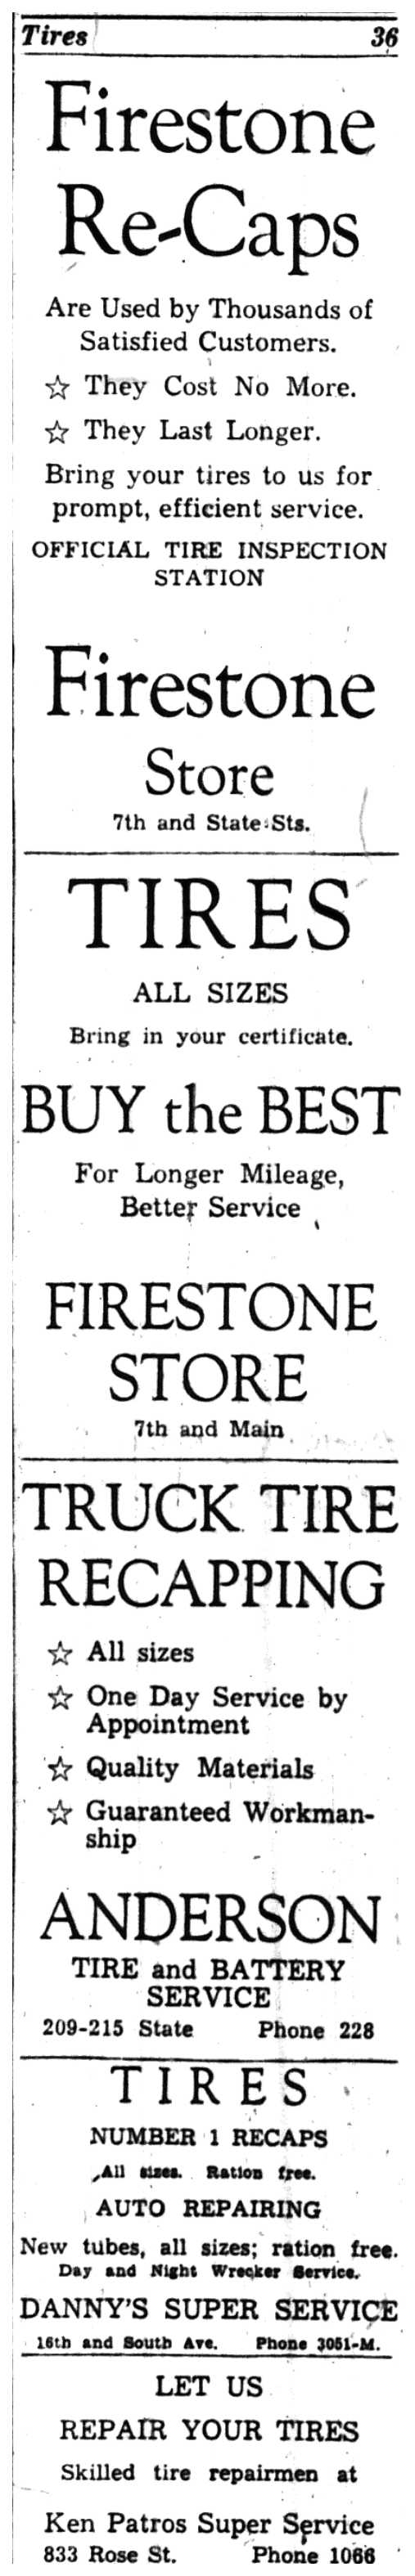 Tires 36
Firestone
Re-Caps
Are Used by Thousands of
Satisfied Customers.
☆ They Cost No More.
☆ They Last Longer.
Bring your tires to us for
prompt, efficient service.
OFFICIAL TIRE INSPECTION
STATION
Firestone
Store
7th and State Sts.
TIRES
ALL SIZES
Bring in your certificate.
BUY the BEST
For Longer Mileage,
Better Service
FIRESTONE
STORE
7th and Main
TRUCK TIRE
RECAPPING
☆ All sizes
☆ One Day Service by
Appointment
☆ Quality Materials
☆ Guaranteed Workman-
ship
ANDERSON
TIRE and BATTERY
SERVICE
209-215 State Phone 228
TIRES
NUMBER 1 RECAPS
All sizes. Ration free.
AUTO REPAIRING
New tubes, all sizes; ration free.
Day and Night Wrecker Service.
DANNY'S SUPER SERVICE
16th and South Ave. Phone 3051-M.
LET US
REPAIR YOUR TIRES
Skilled tire repairmen at
Ken Patros Super Service
833 Rose St. Phone 1066